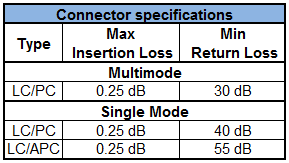 Connector specifications
Type Max Insertion Loss Min Return Loss
Multimode
LC/PC 0.25 dB 30 dB
Single Mode
LC/PC 0.25 dB 40 dB
LC/APC 0.25 dB 55 dB